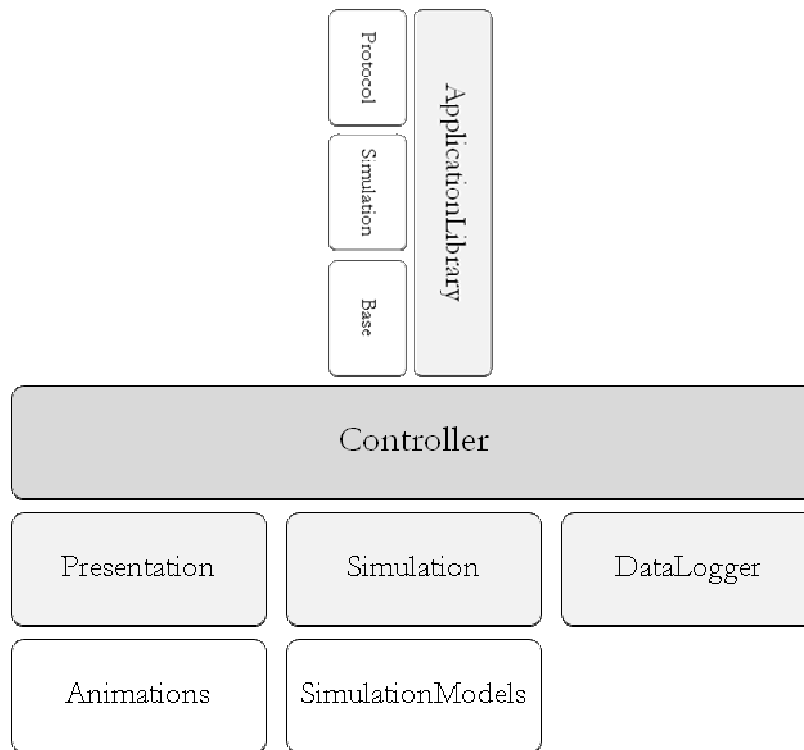 Protocol
Simulation
Base
ApplicationLibrary
Controller
Presentation
Simulation
DataLogger
Animations
SimulationModels